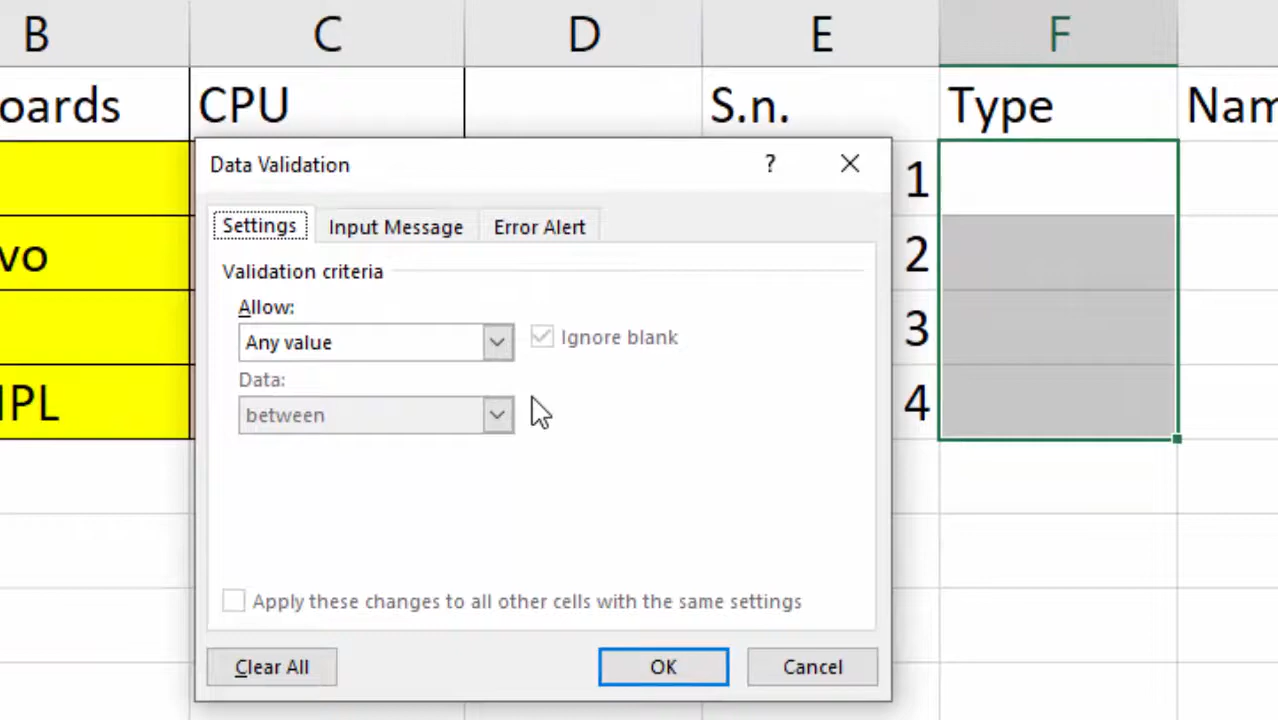 B C D E F
oards CPU S.n. Type Nam
Data Validation ?
1
Settings Input Message Error Alert
vo 2
Validation criteria
Allow:
Any value Ignore blank
3
Data:
between
IPL 4
Apply these changes to all other cells with the same settings
Clear All OK Cancel